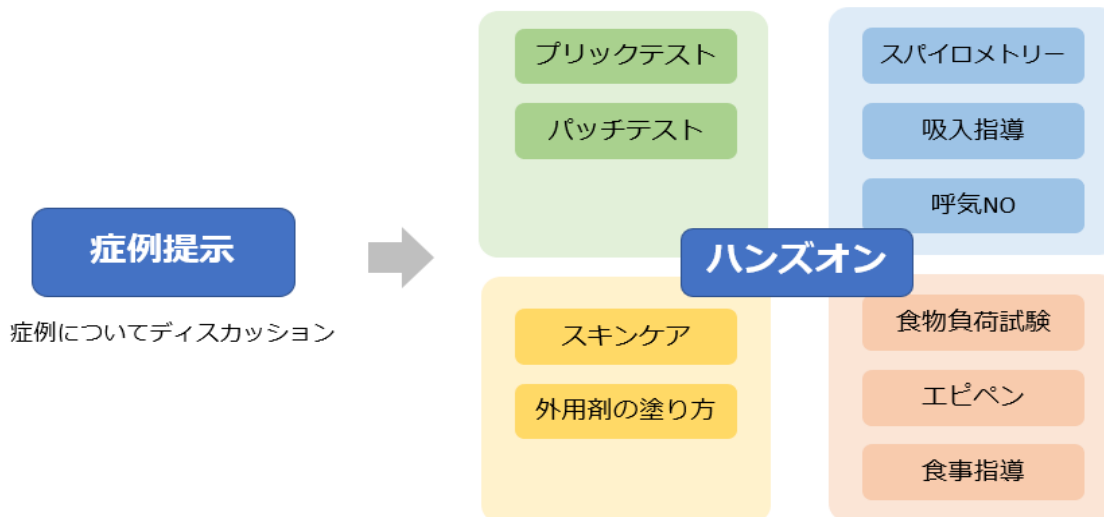 症例提示
症例についてディスカッション
ハンズオン
プリックテスト
パッチテスト
スパイロメトリー
吸入指導
呼気NO
スキンケア
外用剤の塗り方
食物負荷試験
エピペン
食事指導